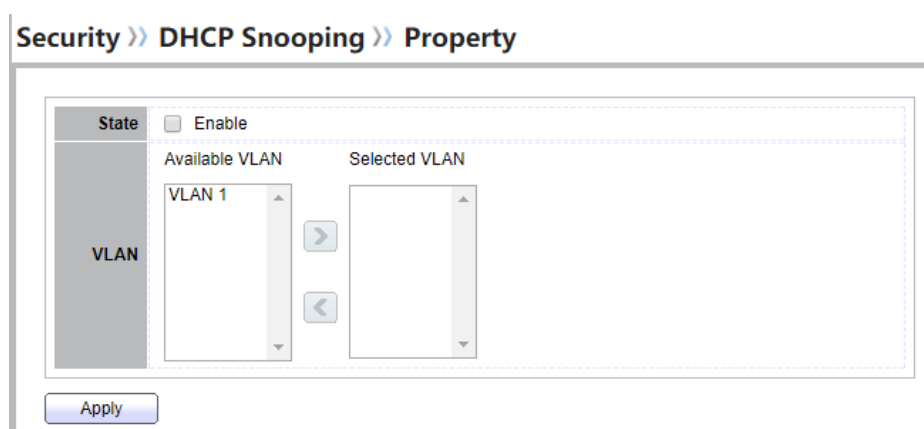 Security 》 DHCP Snooping 》 Property
State Enable
Available VLAN Selected VLAN
VLAN 1
VLAN
Apply